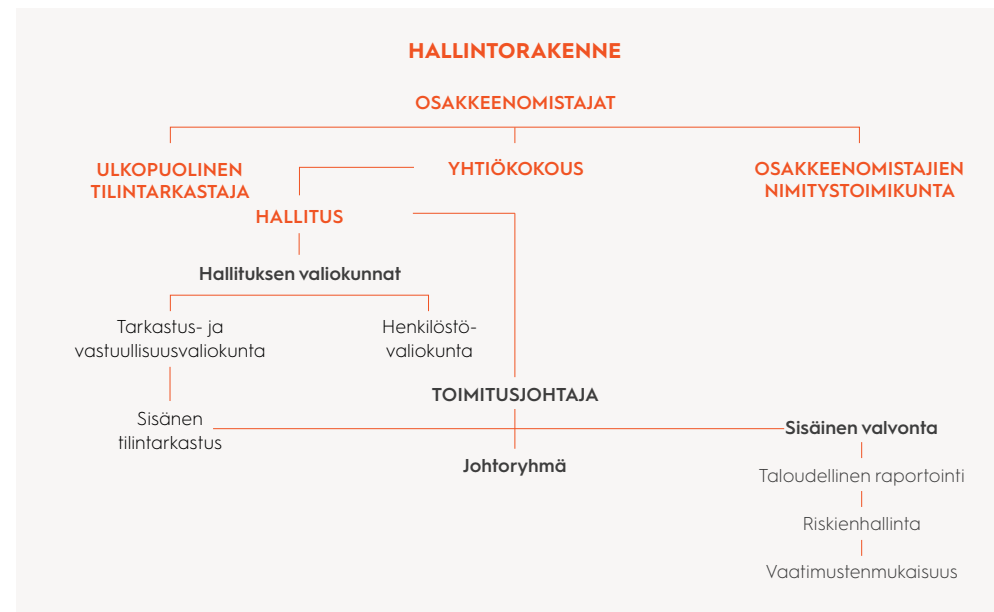 HALLINTORAKENNE
OSAKKEENOMISTAJAT
ULKOPUOLINEN
TILINTARKASTAJA
YHTIÖKOKOUS
OSAKKEENOMISTAJIEN
NIMITYSTOIMIKUNTA
HALLITUS
Hallituksen valiokunnat
Tarkastus- ja
vastuullisuusvaliokunta
Henkilöstö-
valiokunta
TOIMITUSJOHTAJA
Sisänen
tilintarkastus
Sisäinen valvonta
Johtoryhmä
Taloudellinen raportointi
Riskienhallinta
Vaatimustenmukaisuus